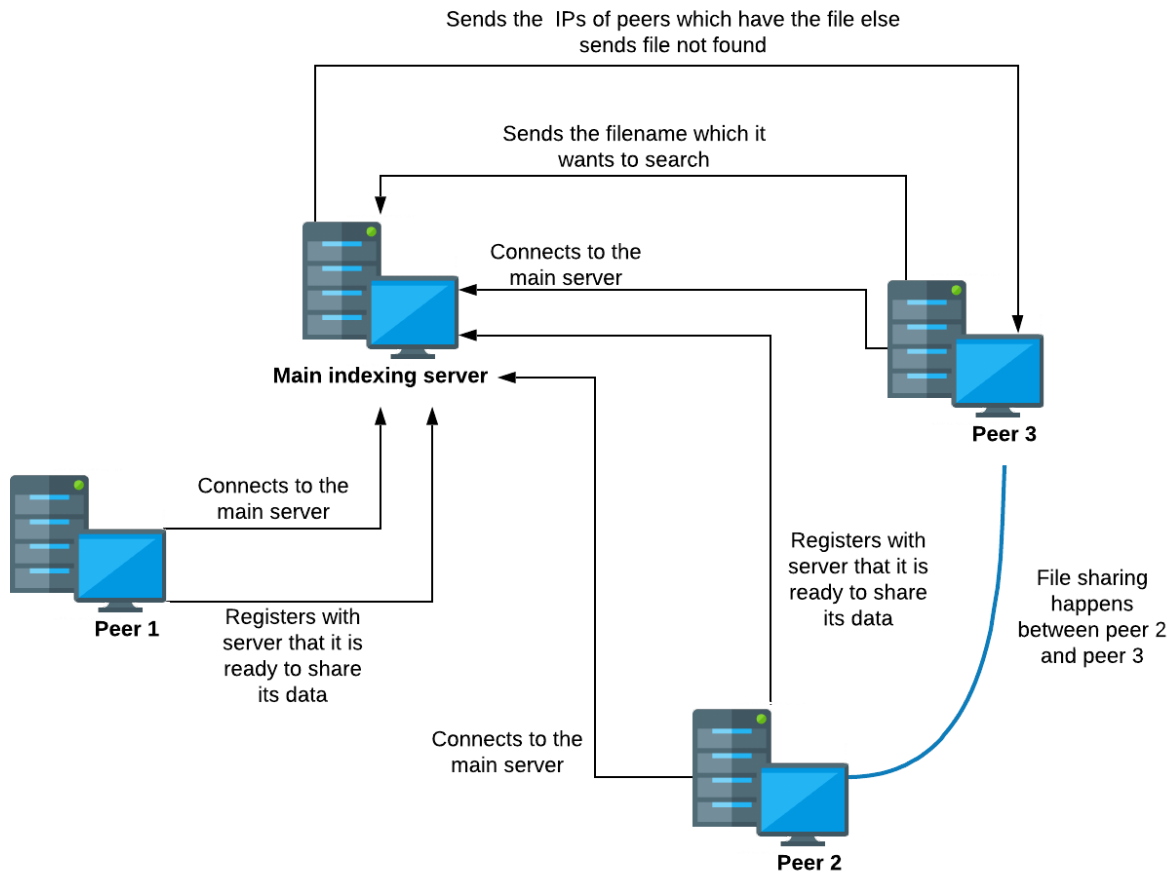 Sends the IPs of peers which have the file else
sends file not found
Sends the filename which it
wants to search
Connects to the
main server
Main indexing server
Peer 3
Connects to the
main server
Peer 1
Registers with
server that it is
ready to share
its data
Registers with
server that it is
ready to share
its data
File sharing
happens
between peer 2
and peer 3
Connects to the
main server
Peer 2